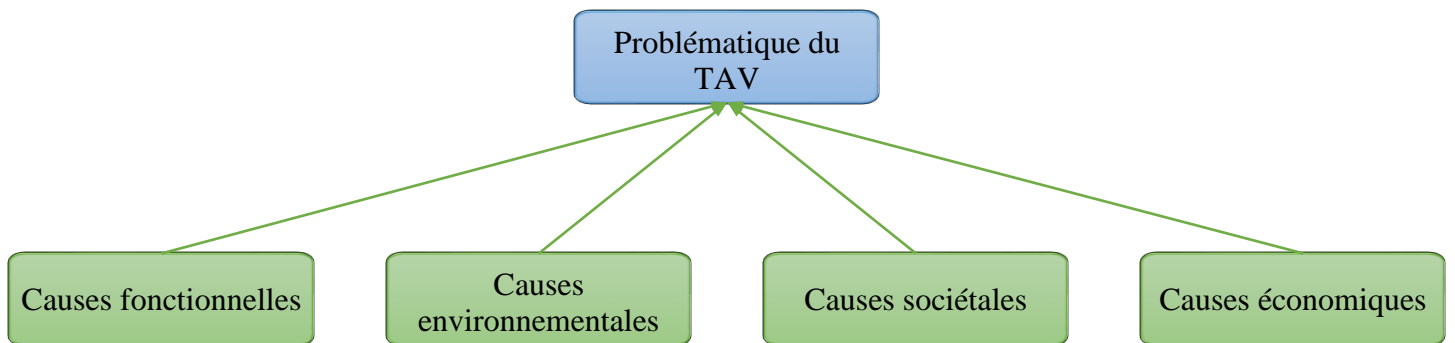 Problématique du
TAV
Causes fonctionnelles
Causes
environnementales
Causes sociétales
Causes économiques